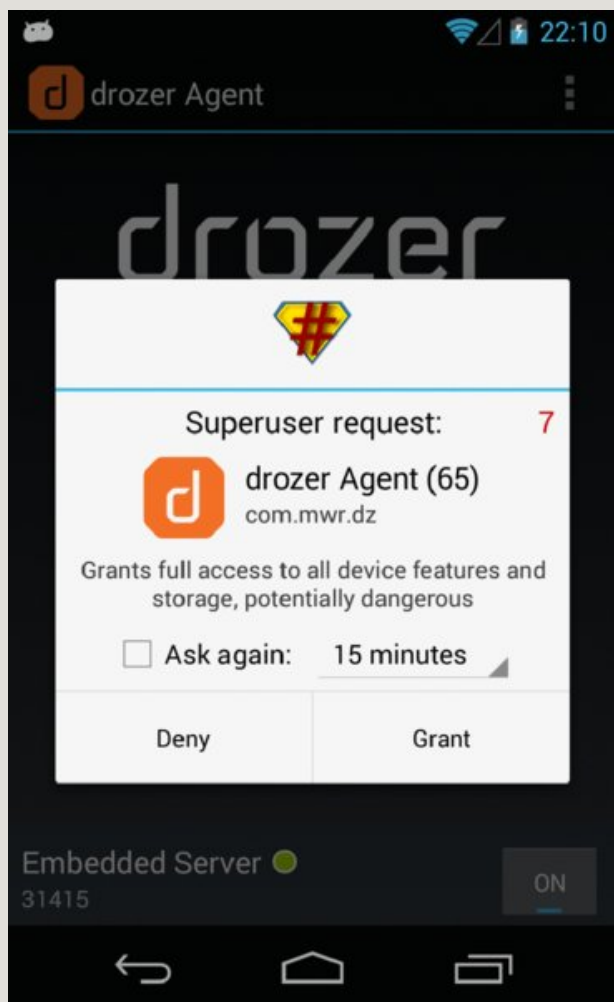 22:10
drozer Agent
drozer
Superuser request: 7
drozer Agent (65)
com.mwr.dz
Grants full access to all device features and
storage, potentially dangerous
Ask again: 15 minutes
Deny Grant
Embedded Server
31415
ON